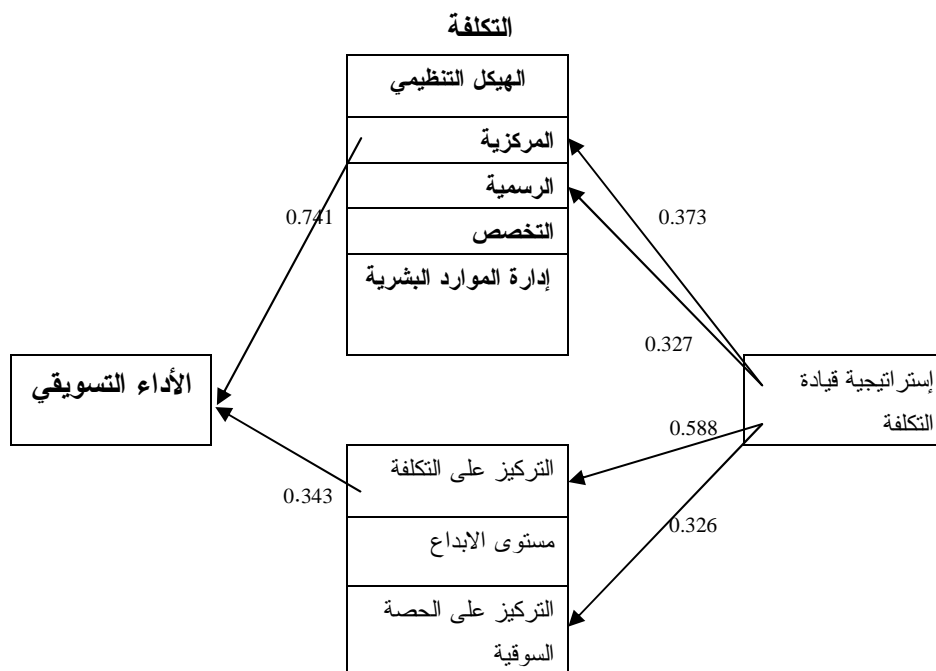 التكلفة
الهيكل التنظيمي
المركزية
الرسمية
التخصص
إدارة الموارد البشرية
0.741
0.373
0.327
إستراتيجية قيادة
التكلفة
الأداء التسويقي
0.588
0.343
0.326
التركيز على التكلفة
مستوى الابداع
التركيز على الحصة
السوقية